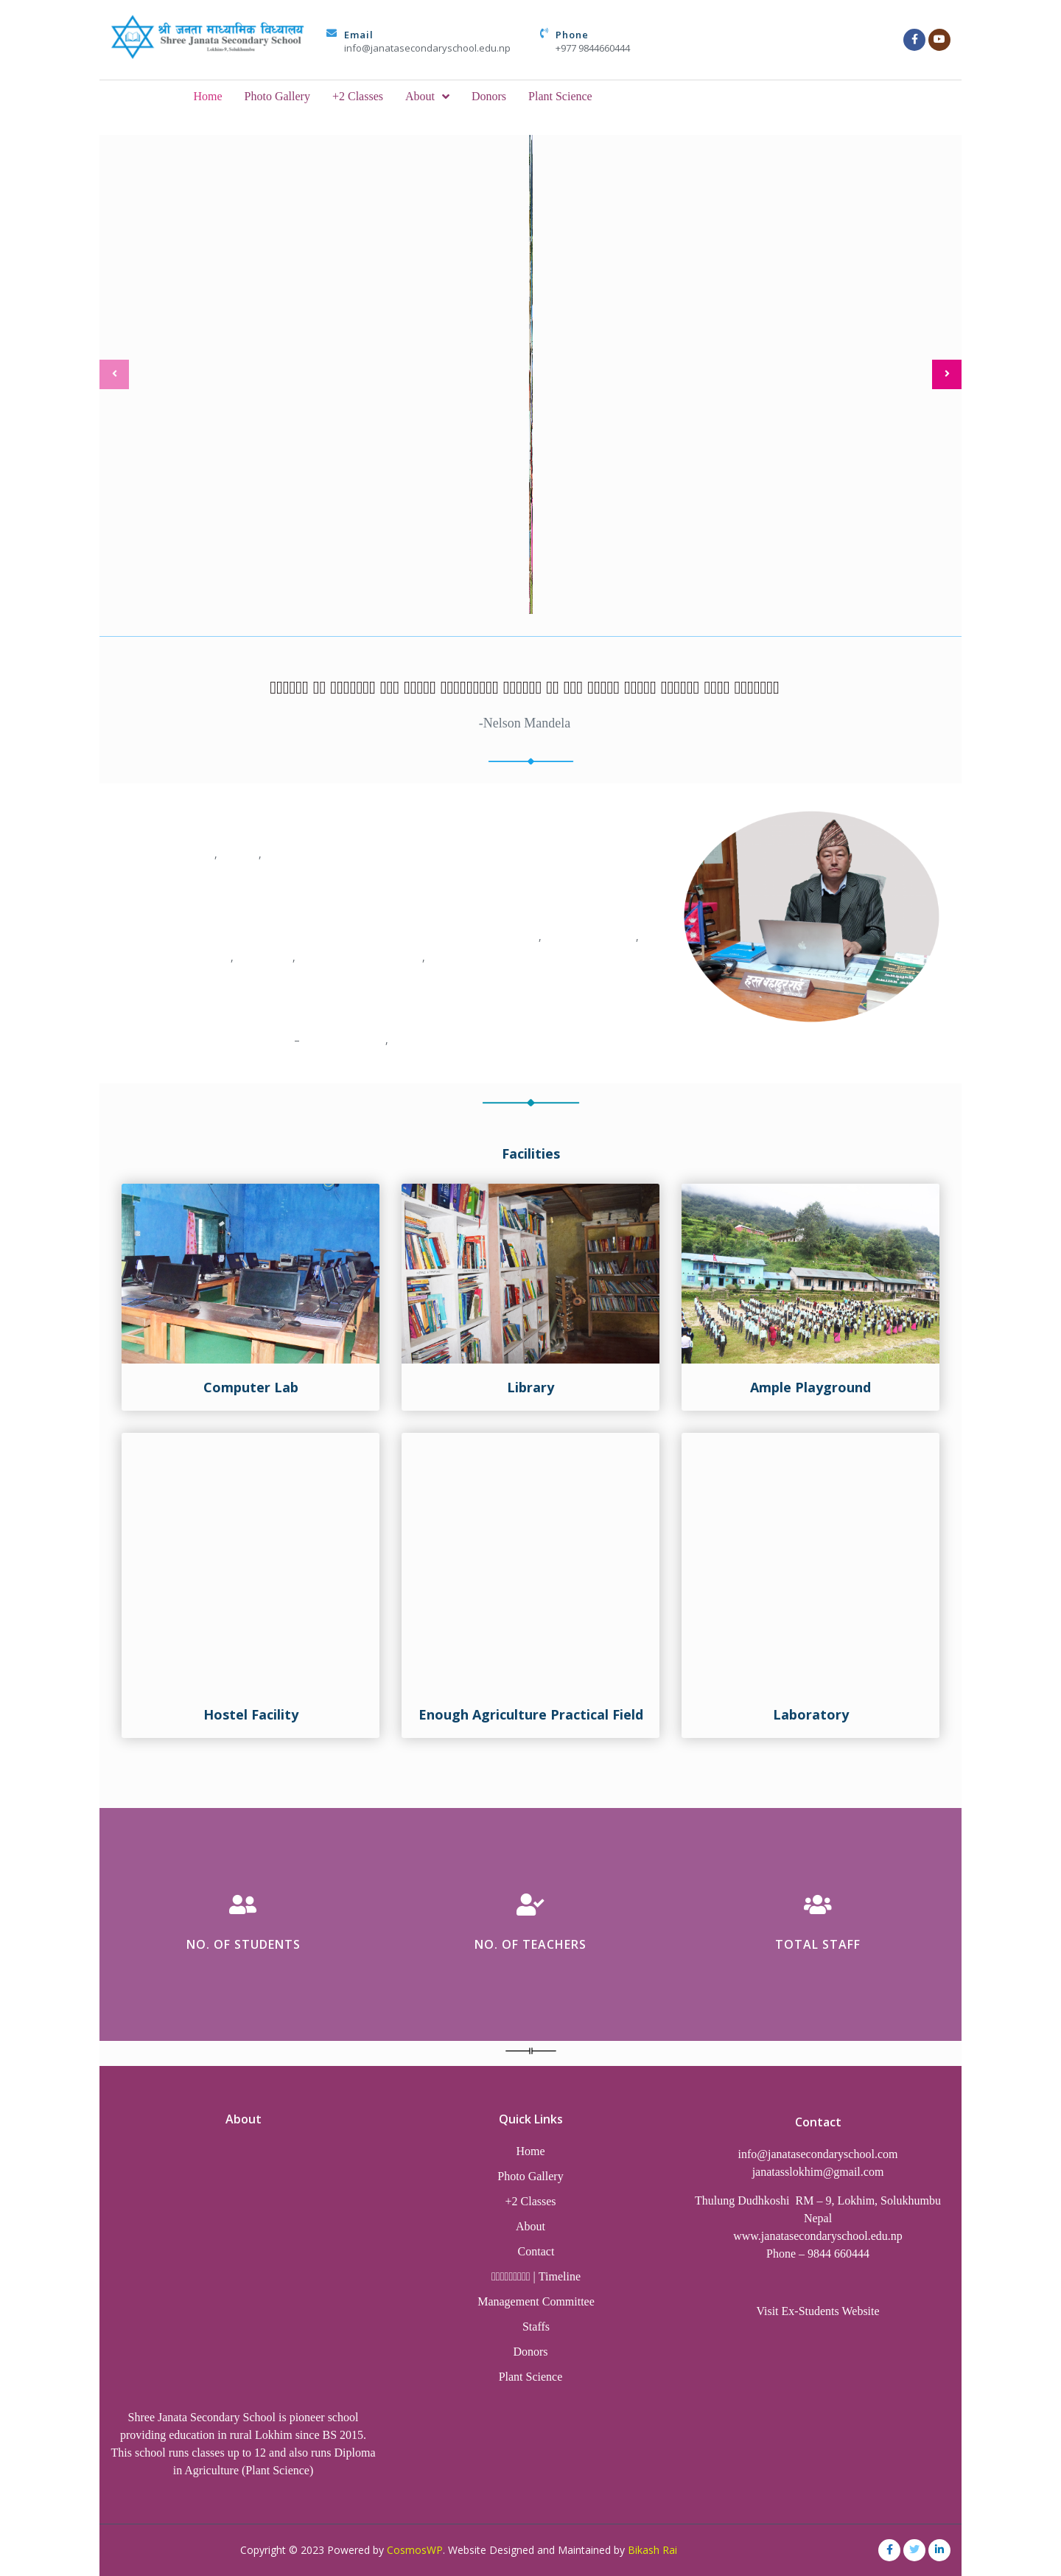 श्री जनता माध्यमिक विद्यालय
Shree Janata Secondary School
Lokhim-9, Solukhumbu
Email
info@janatasecondaryschool.edu.np
Phone
+977 9844660444
Home Photo Gallery +2 Classes About Donors Plant Science
-Nelson Mandela
हस्त बहादुर राई
Facilities
Computer Lab
Library
Ample Playground
Hostel Facility
Enough Agriculture Practical Field
Laboratory
NO. OF STUDENTS
NO. OF TEACHERS
TOTAL STAFF
About
Shree Janata Secondary School is pioneer school
providing education in rural Lokhim since BS 2015.
This school runs classes up to 12 and also runs Diploma
in Agriculture (Plant Science)
Quick Links
Home
Photo Gallery
+2 Classes
About
Contact
| Timeline
Management Committee
Staffs
Donors
Plant Science
Contact
info@janatasecondaryschool.com
janatasslokhim@gmail.com
Thulung Dudhkoshi RM – 9, Lokhim, Solukhumbu
Nepal
www.janatasecondaryschool.edu.np
Phone – 9844 660444
Visit Ex-Students Website
Copyright © 2023 Powered by CosmosWP. Website Designed and Maintained by Bikash Rai